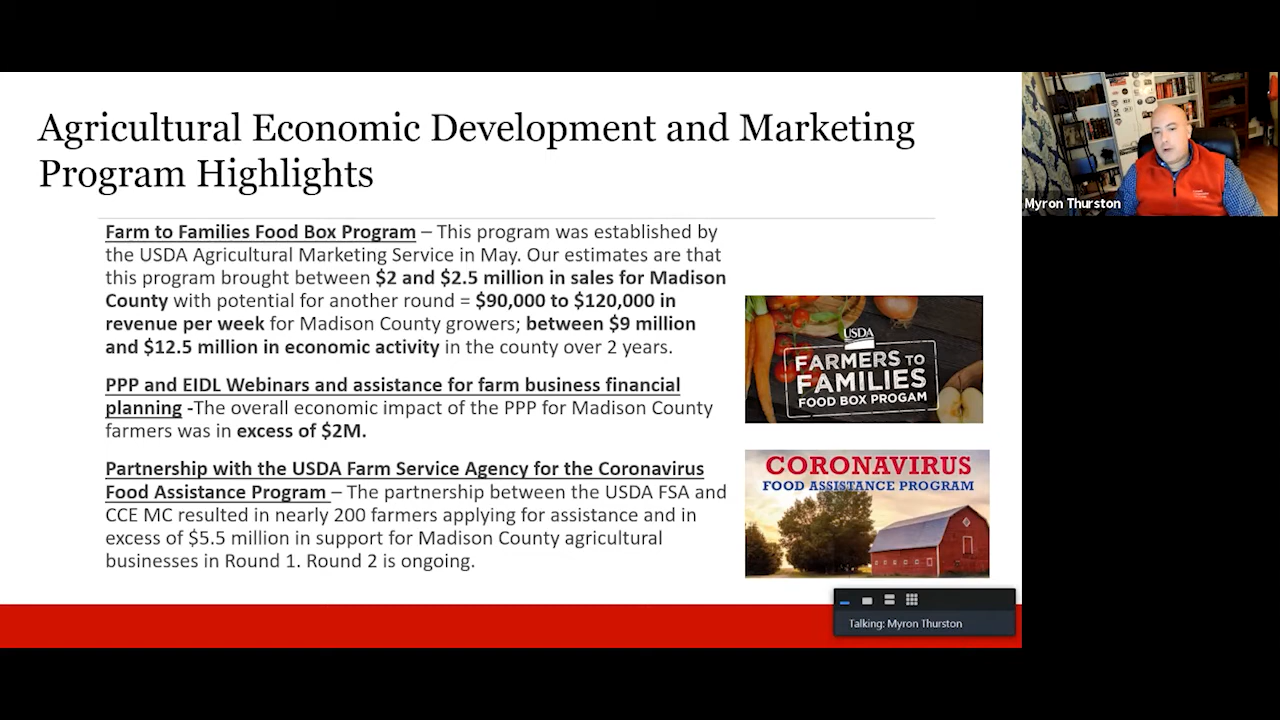 Agricultural Economic Development and Marketing
Program Highlights
Farm to Families Food Box Program – This program was established by
the USDA Agricultural Marketing Service in May. Our estimates are that
this program brought between $2 and $2.5 million in sales for Madison
County with potential for another round = $90,000 to $120,000 in
revenue per week for Madison County growers; between $9 million
and $12.5 million in economic activity in the county over 2 years.
PPP and EIDL Webinars and assistance for farm business financial
planning -The overall economic impact of the PPP for Madison County
farmers was in excess of $2M.
Partnership with the USDA Farm Service Agency for the Coronavirus
Food Assistance Program – The partnership between the USDA FSA and
CCE MC resulted in nearly 200 farmers applying for assistance and in
excess of $5.5 million in support for Madison County agricultural
businesses in Round 1. Round 2 is ongoing.
USDA
FARMERS TO
FAMILIES
FOOD BOX PROGAM
CORONAVIRUS
FOOD ASSISTANCE PROGRAM
Myron Thurston
Talking: Myron Thurston